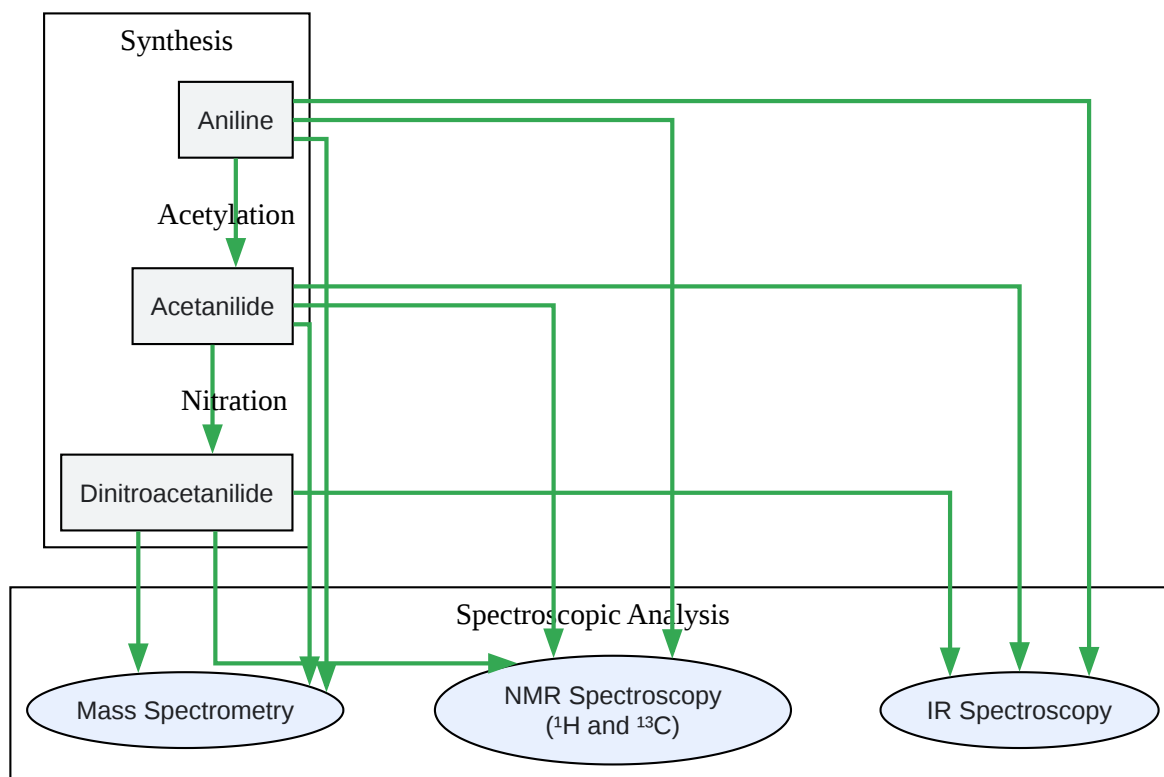 Synthesis
Aniline
Acetylation
Acetanilide
Nitration
Dinitroacetanilide
Spectroscopic Analysis
Mass Spectrometry
NMR Spectroscopy
(¹H and ¹³C)
IR Spectroscopy